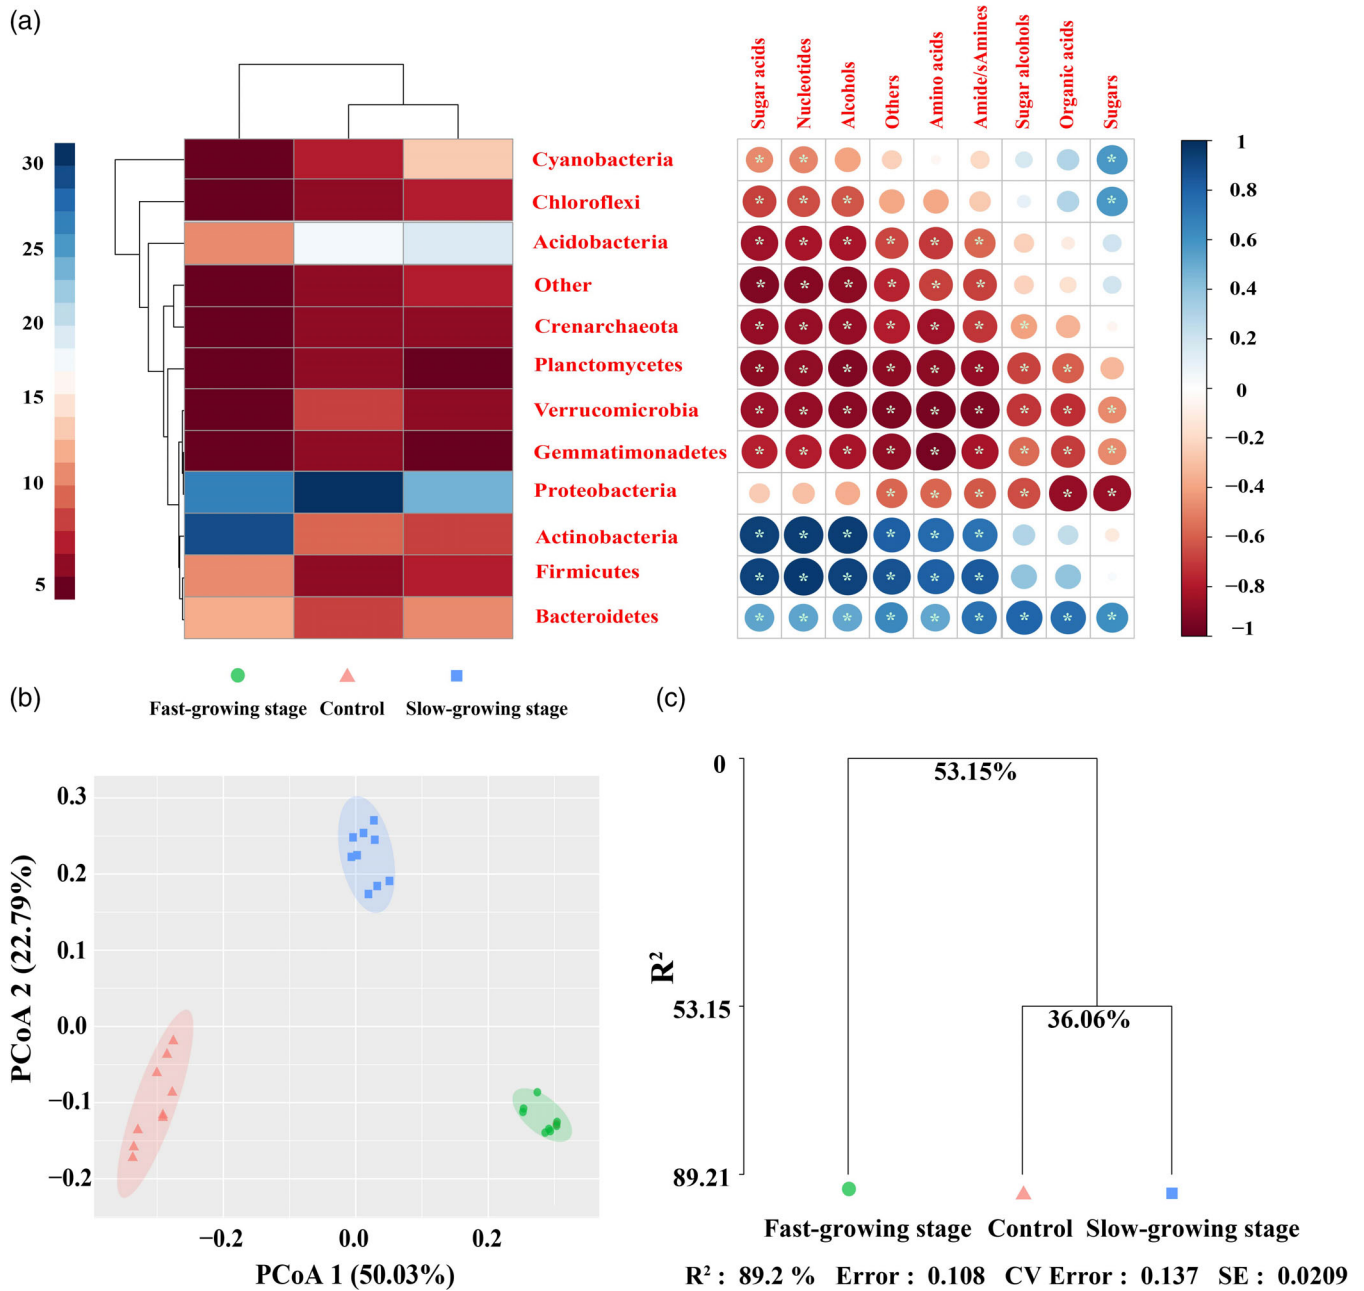 (a)
Sugar acids
Nucleotides
Alcohols
Others
Amino acids
Amide/sAmines
Sugar alcohols
Organic acids
Sugars
30
25
20
15
10
5
Cyanobacteria
Chloroflexi
Acidobacteria
Other
Crenarchaeota
Planctomycetes
Verrucomicrobia
Gemmatimonadetes
Proteobacteria
Actinobacteria
Firmicutes
Bacteroidetes
1
0.8
0.6
0.4
0.2
0
−0.2
−0.4
−0.6
−0.8
−1
Fast-growing stage Control Slow-growing stage
(b)
PCoA 2 (22.79%)
0.3
0.2
0.1
0.0
−0.1
−0.2
−0.2 0.0 0.2
PCoA 1 (50.03%)
(c)
R²
0
53.15
89.21
53.15%
36.06%
Fast-growing stage Control Slow-growing stage
R² : 89.2 % Error : 0.108 CV Error : 0.137 SE : 0.0209